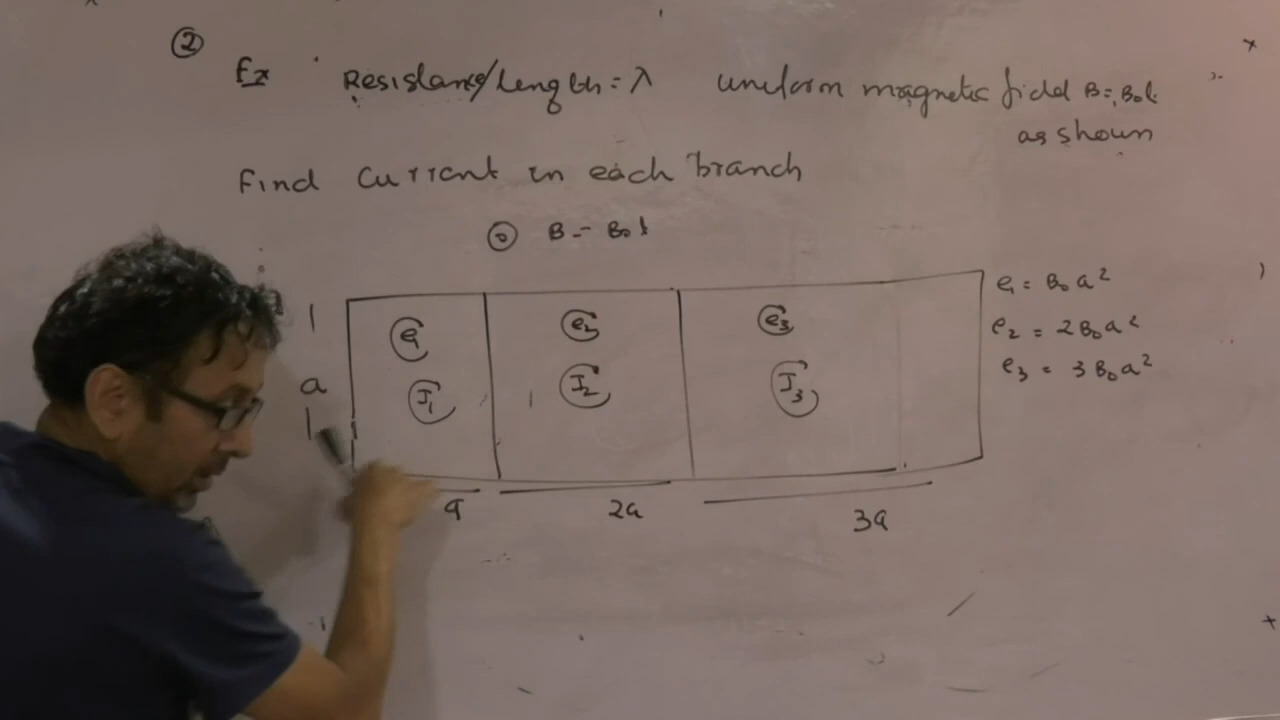 ②
Ex Resistance/Length = λ uniform magnetic field B = B₀t
as shown
Find current in each branch
⊙ B = B₀t
e₁ e₂ e₃
I₁ I₂ I₃
a
a 2a 3a
e₁ = B₀a²
e₂ = 2B₀a²
e₃ = 3B₀a²